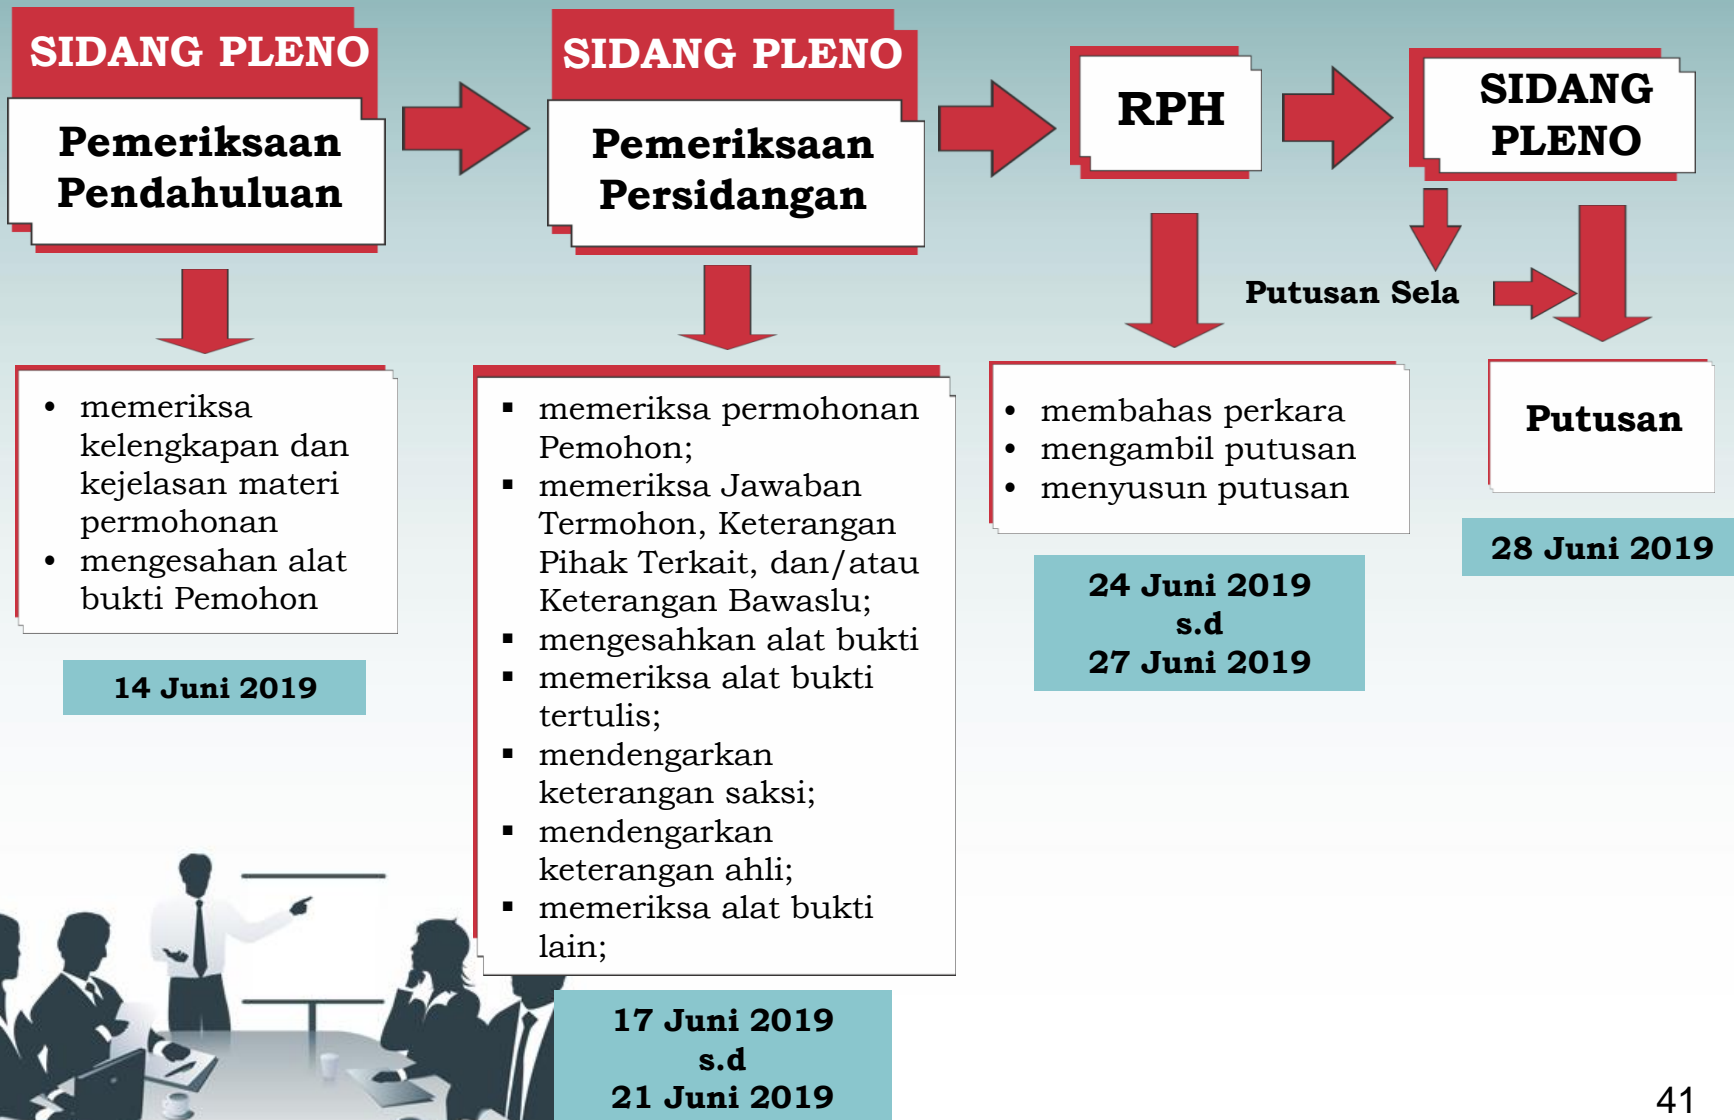 SIDANG PLENO
Pemeriksaan
Pendahuluan
SIDANG PLENO
Pemeriksaan
Persidangan
RPH
SIDANG
PLENO
Putusan Sela
• memeriksa
kelengkapan dan
kejelasan materi
permohonan
• mengesahan alat
bukti Pemohon
14 Juni 2019
▪ memeriksa permohonan
Pemohon;
▪ memeriksa Jawaban
Termohon, Keterangan
Pihak Terkait, dan/atau
Keterangan Bawaslu;
▪ mengesahkan alat bukti
▪ memeriksa alat bukti
tertulis;
▪ mendengarkan
keterangan saksi;
▪ mendengarkan
keterangan ahli;
▪ memeriksa alat bukti
lain;
17 Juni 2019
s.d
21 Juni 2019
• membahas perkara
• mengambil putusan
• menyusun putusan
24 Juni 2019
s.d
27 Juni 2019
Putusan
28 Juni 2019
41